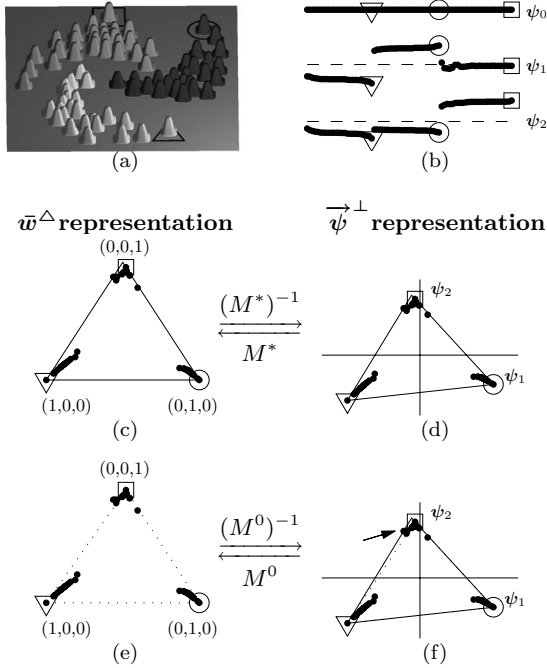 ψ₀
ψ₁
ψ₂
(a)
(b)
w̄^△ representation
ψ⃗^⊥ representation
(0,0,1)
(M*)⁻¹
M*
(1,0,0)
(0,1,0)
ψ₂
ψ₁
(c)
(d)
(0,0,1)
(M⁰)⁻¹
M⁰
(1,0,0)
(0,1,0)
ψ₂
ψ₁
(e)
(f)